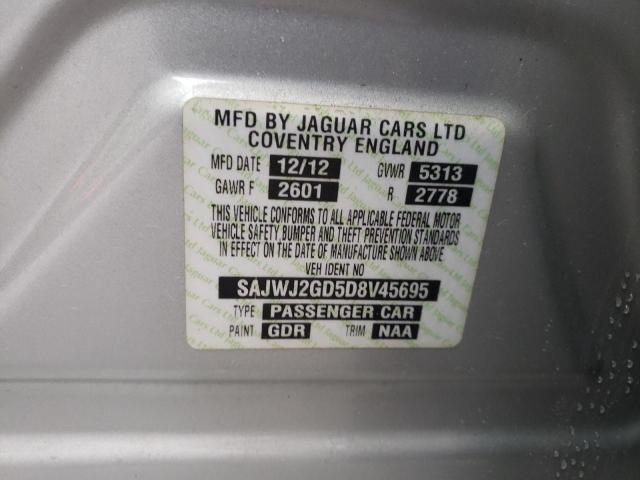 MFD BY JAGUAR CARS LTD
COVENTRY ENGLAND
MFD DATE 12/12 GVWR 5313
GAWR F 2601 R 2778
THIS VEHICLE CONFORMS TO ALL APPLICABLE FEDERAL MOTOR
VEHICLE SAFETY BUMPER AND THEFT PREVENTION STANDARDS
IN EFFECT ON THE DATE OF MANUFACTURE SHOWN ABOVE
VEH IDENT NO
SAJWJ2GD5D8V45695
TYPE PASSENGER CAR
PAINT GDR TRIM NAA